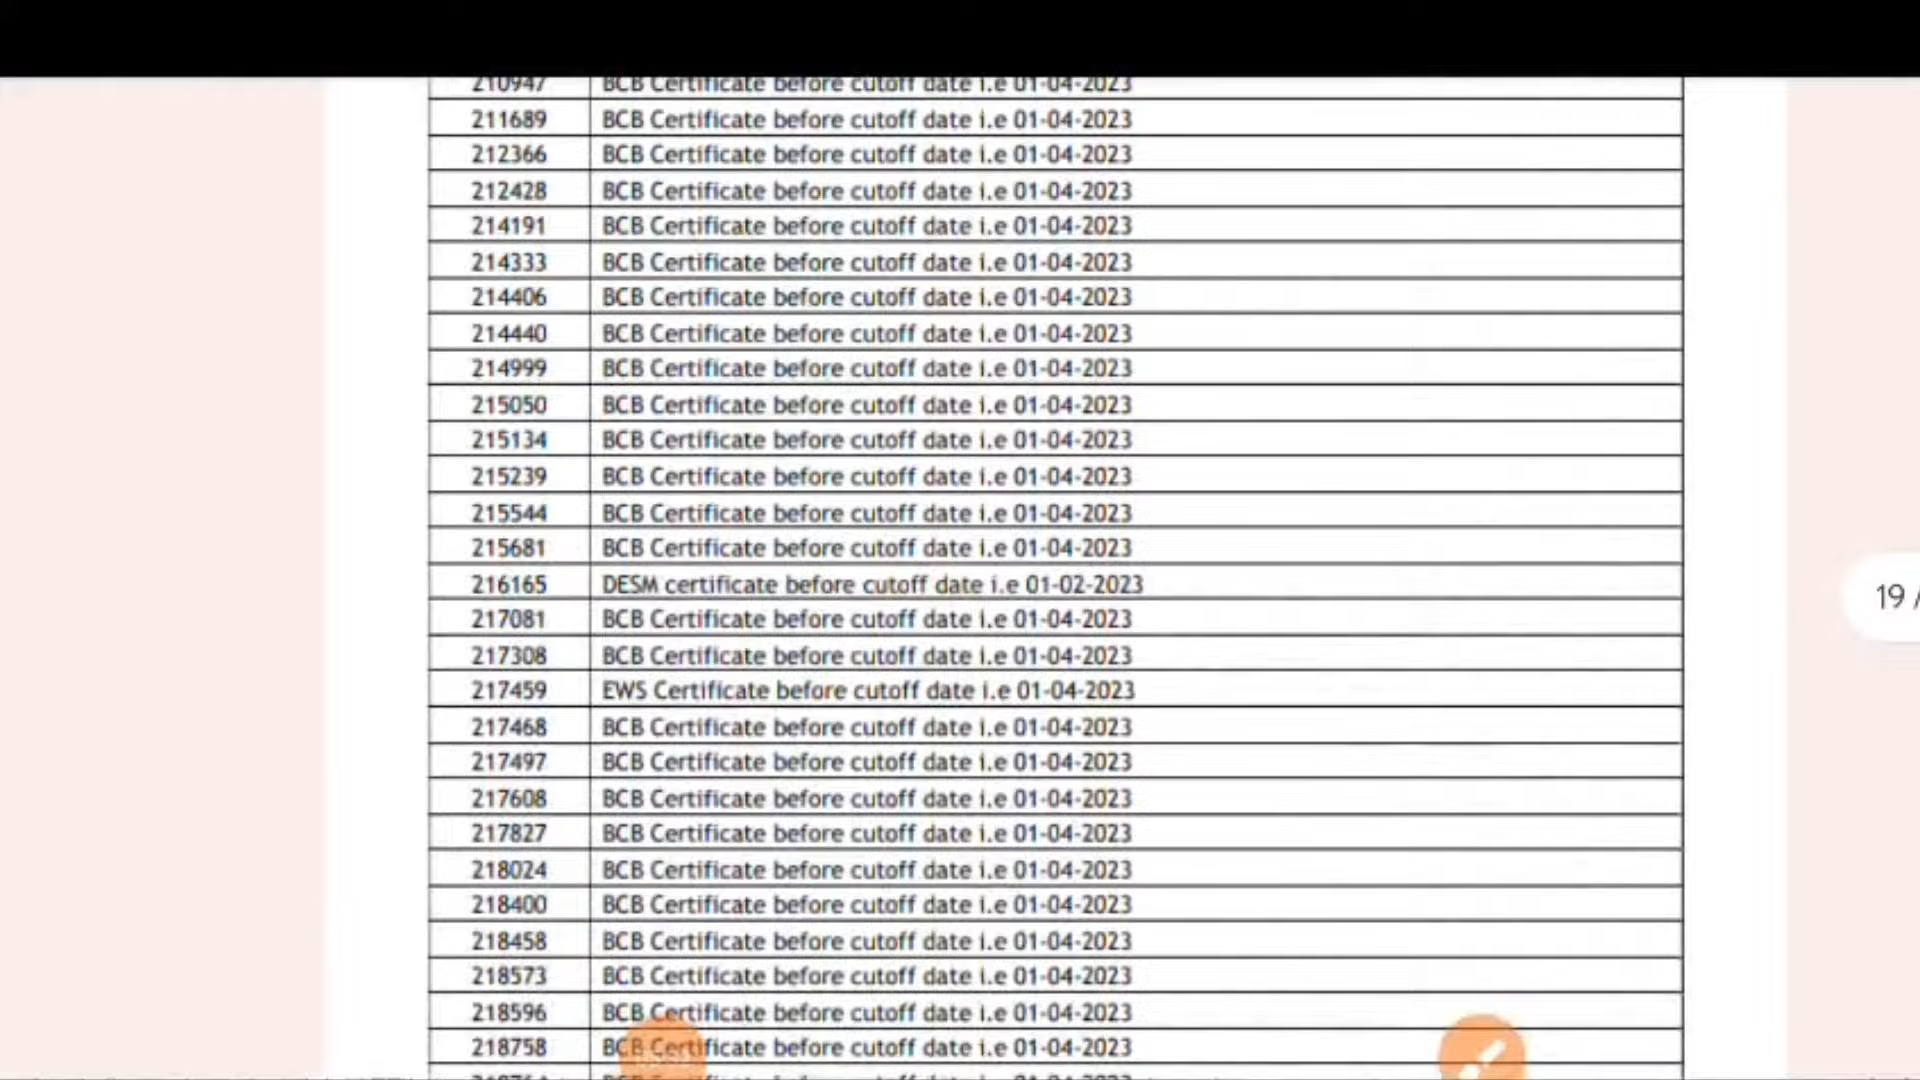 210947 BCB Certificate before cutoff date i.e 01-04-2023
211689 BCB Certificate before cutoff date i.e 01-04-2023
212366 BCB Certificate before cutoff date i.e 01-04-2023
212428 BCB Certificate before cutoff date i.e 01-04-2023
214191 BCB Certificate before cutoff date i.e 01-04-2023
214333 BCB Certificate before cutoff date i.e 01-04-2023
214406 BCB Certificate before cutoff date i.e 01-04-2023
214440 BCB Certificate before cutoff date i.e 01-04-2023
214999 BCB Certificate before cutoff date i.e 01-04-2023
215050 BCB Certificate before cutoff date i.e 01-04-2023
215134 BCB Certificate before cutoff date i.e 01-04-2023
215239 BCB Certificate before cutoff date i.e 01-04-2023
215544 BCB Certificate before cutoff date i.e 01-04-2023
215681 BCB Certificate before cutoff date i.e 01-04-2023
216165 DESM certificate before cutoff date i.e 01-02-2023
19 /
217081 BCB Certificate before cutoff date i.e 01-04-2023
217308 BCB Certificate before cutoff date i.e 01-04-2023
217459 EWS Certificate before cutoff date i.e 01-04-2023
217468 BCB Certificate before cutoff date i.e 01-04-2023
217497 BCB Certificate before cutoff date i.e 01-04-2023
217608 BCB Certificate before cutoff date i.e 01-04-2023
217827 BCB Certificate before cutoff date i.e 01-04-2023
218024 BCB Certificate before cutoff date i.e 01-04-2023
218400 BCB Certificate before cutoff date i.e 01-04-2023
218458 BCB Certificate before cutoff date i.e 01-04-2023
218573 BCB Certificate before cutoff date i.e 01-04-2023
218596 BCB Certificate before cutoff date i.e 01-04-2023
218758 BCB Certificate before cutoff date i.e 01-04-2023